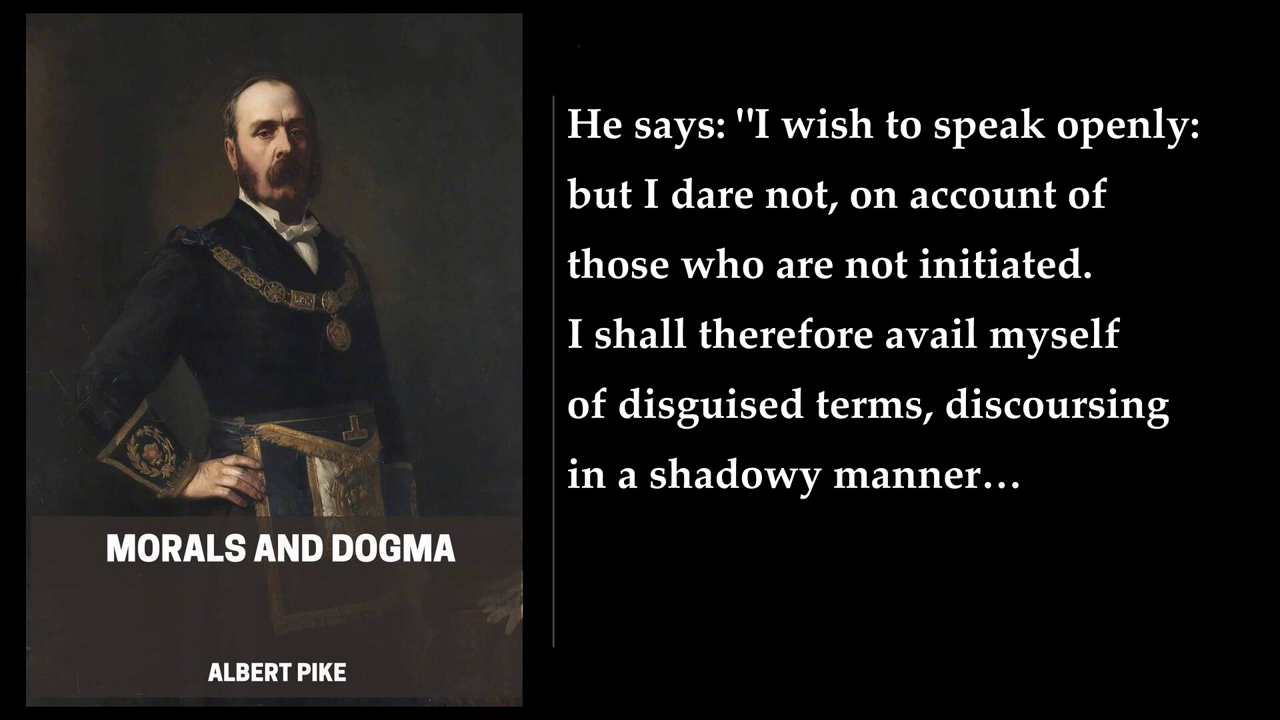 He says: "I wish to speak openly:
but I dare not, on account of
those who are not initiated.
I shall therefore avail myself
of disguised terms, discoursing
in a shadowy manner…
MORALS AND DOGMA
ALBERT PIKE